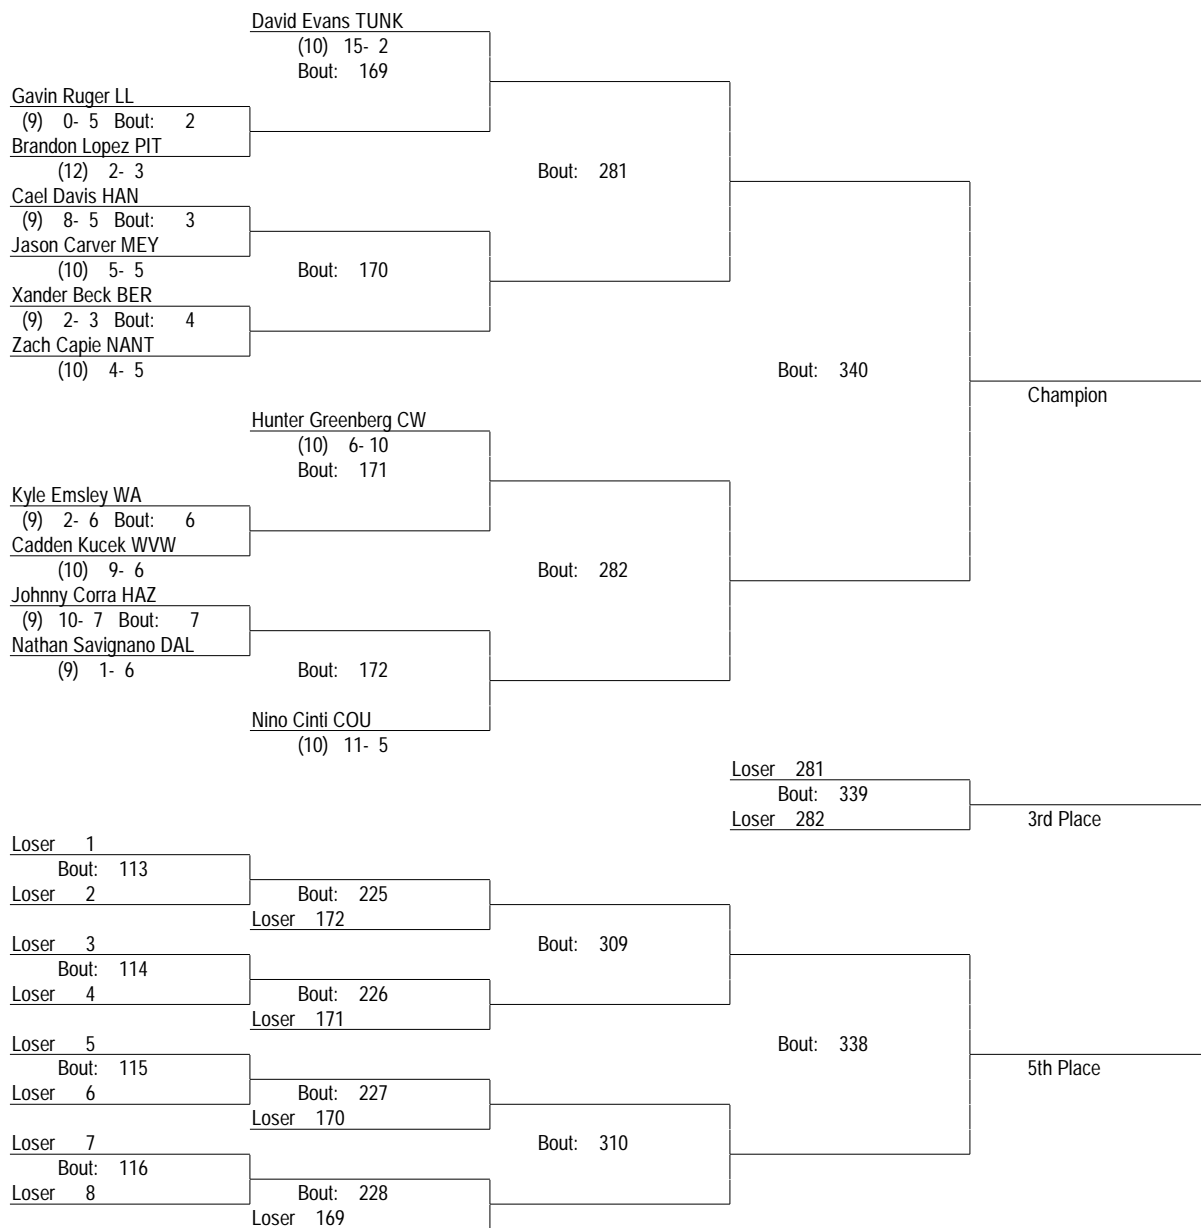 David Evans TUNK
(10) 15- 2
Bout: 169
Gavin Ruger LL
(9) 0- 5 Bout: 2
Brandon Lopez PIT
(12) 2- 3
Bout: 281
Cael Davis HAN
(9) 8- 5 Bout: 3
Jason Carver MEY
(10) 5- 5
Bout: 170
Xander Beck BER
(9) 2- 3 Bout: 4
Zach Capie NANT
(10) 4- 5
Bout: 340
Champion
Hunter Greenberg CW
(10) 6- 10
Bout: 171
Kyle Emsley WA
(9) 2- 6 Bout: 6
Cadden Kucek WVW
(10) 9- 6
Bout: 282
Johnny Corra HAZ
(9) 10- 7 Bout: 7
Nathan Savignano DAL
(9) 1- 6
Bout: 172
Nino Cinti COU
(10) 11- 5
Loser 281
Bout: 339
Loser 282
3rd Place
Loser 1
Bout: 113
Loser 2
Bout: 225
Loser 172
Loser 3
Bout: 309
Bout: 114
Loser 4
Bout: 226
Loser 171
Loser 5
Bout: 338
Bout: 115
5th Place
Loser 6
Bout: 227
Loser 170
Loser 7
Bout: 310
Bout: 116
Loser 8
Bout: 228
Loser 169